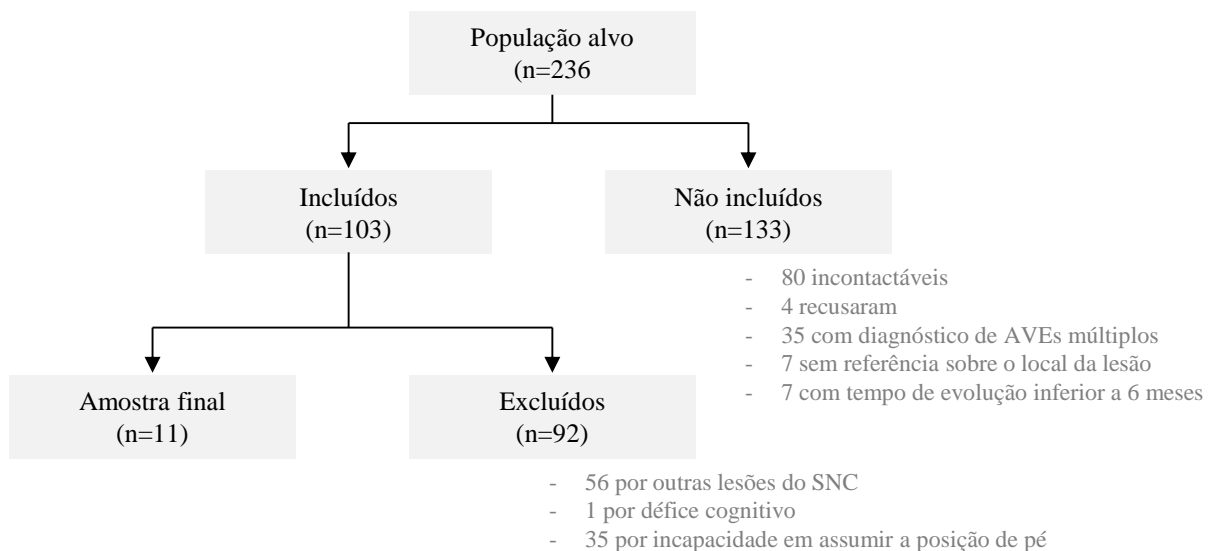 População alvo
(n=236
Incluídos
(n=103)
Não incluídos
(n=133)
- 80 incontactáveis
- 4 recusaram
- 35 com diagnóstico de AVEs múltiplos
- 7 sem referência sobre o local da lesão
- 7 com tempo de evolução inferior a 6 meses
Amostra final
(n=11)
Excluídos
(n=92)
- 56 por outras lesões do SNC
- 1 por défice cognitivo
- 35 por incapacidade em assumir a posição de pé